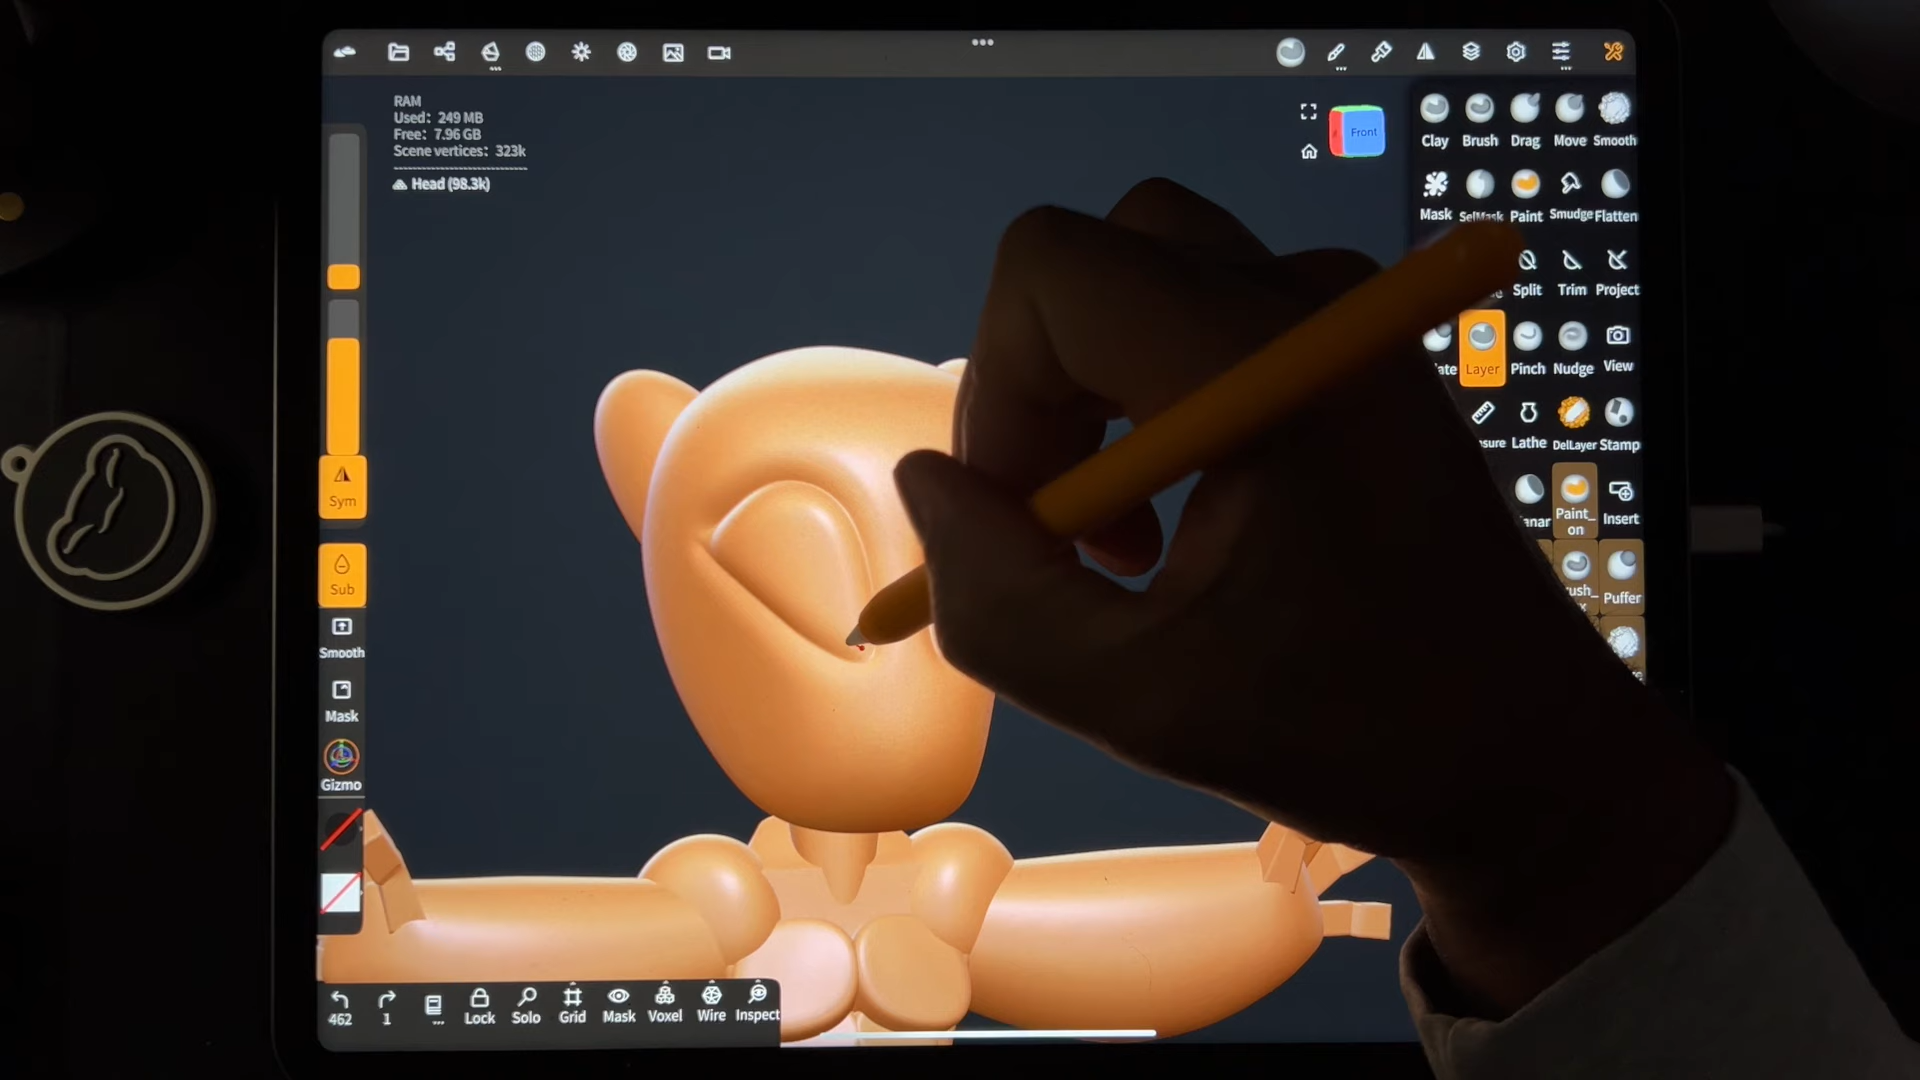 RAM
Used: 249 MB
Free: 7.96 GB
Scene vertices: 323k
Head (98.3k)
Front
Clay Brush Drag Move Smooth
Mask SelMask Paint Smudge Flatten
Split Trim Project
Layer Pinch Nudge View
Lathe DelLayer Stamp
Paint_
on Insert
Puffer
Sym
Sub
Smooth
Mask
Gizmo
462 1 ... Lock Solo Grid Mask Voxel Wire Inspect